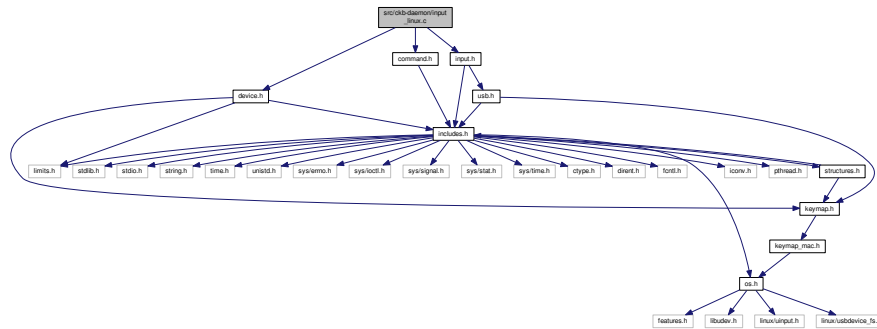 src/ckb-daemon/input
_linux.c
command.h
input.h
device.h
usb.h
includes.h
limits.h
stdlib.h
stdio.h
string.h
time.h
unistd.h
sys/errno.h
sys/ioctl.h
sys/signal.h
sys/stat.h
sys/time.h
ctype.h
dirent.h
fcntl.h
iconv.h
pthread.h
structures.h
keymap.h
keymap_mac.h
os.h
features.h
libudev.h
linux/uinput.h
linux/usbdevice_fs.